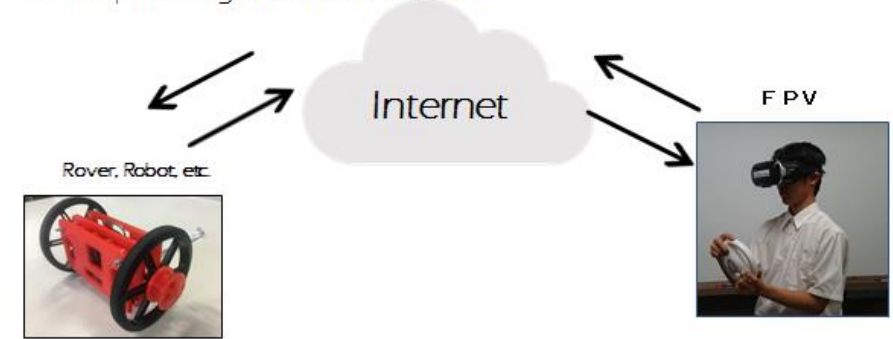 Internet
F P V
Rover, Robot, etc.